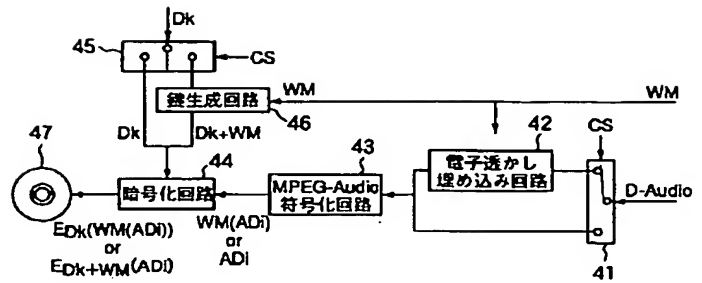 Dk
45
CS
鍵生成回路
46
WM
WM
Dk
Dk+WM
47
44
暗号化回路
43
MPEG-Audio
符号化回路
42
電子透かし
埋め込み回路
CS
D-Audio
41
EDk(WM(ADi))
or
EDk+WM(ADi)
WM(ADi)
or
ADi